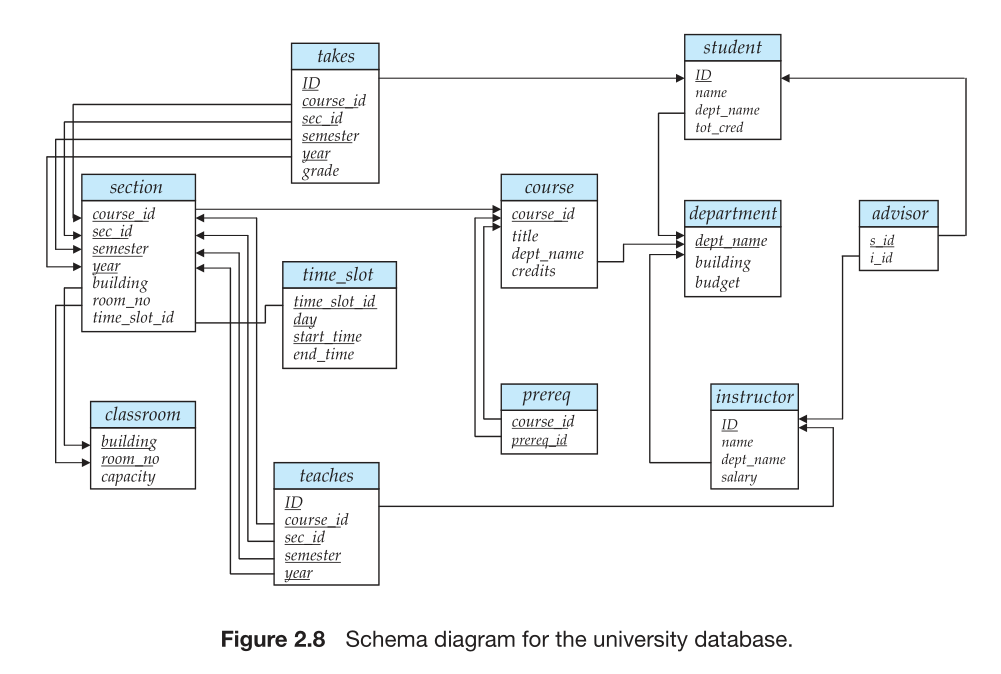 takes
ID
course_id
sec_id
semester
year
grade
student
ID
name
dept_name
tot_cred
section
course_id
sec_id
semester
year
building
room_no
time_slot_id
course
course_id
title
dept_name
credits
department
dept_name
building
budget
advisor
s_id
i_id
time_slot
time_slot_id
day
start_time
end_time
prereq
course_id
prereq_id
instructor
ID
name
dept_name
salary
classroom
building
room_no
capacity
teaches
ID
course_id
sec_id
semester
year
Figure 2.8 Schema diagram for the university database.